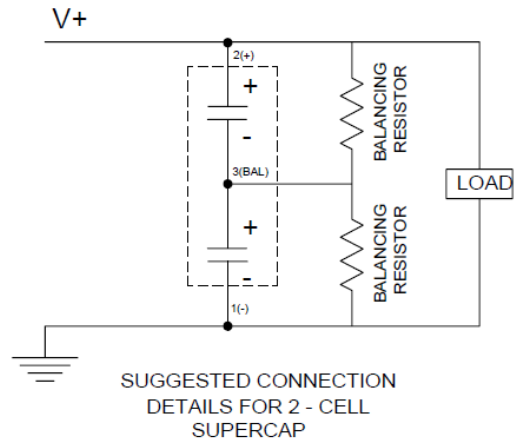 V+
2(+)
+
-
3(BAL)
+
-
1(-)
BALANCING
RESISTOR
BALANCING
RESISTOR
LOAD
SUGGESTED CONNECTION
DETAILS FOR 2 - CELL
SUPERCAP